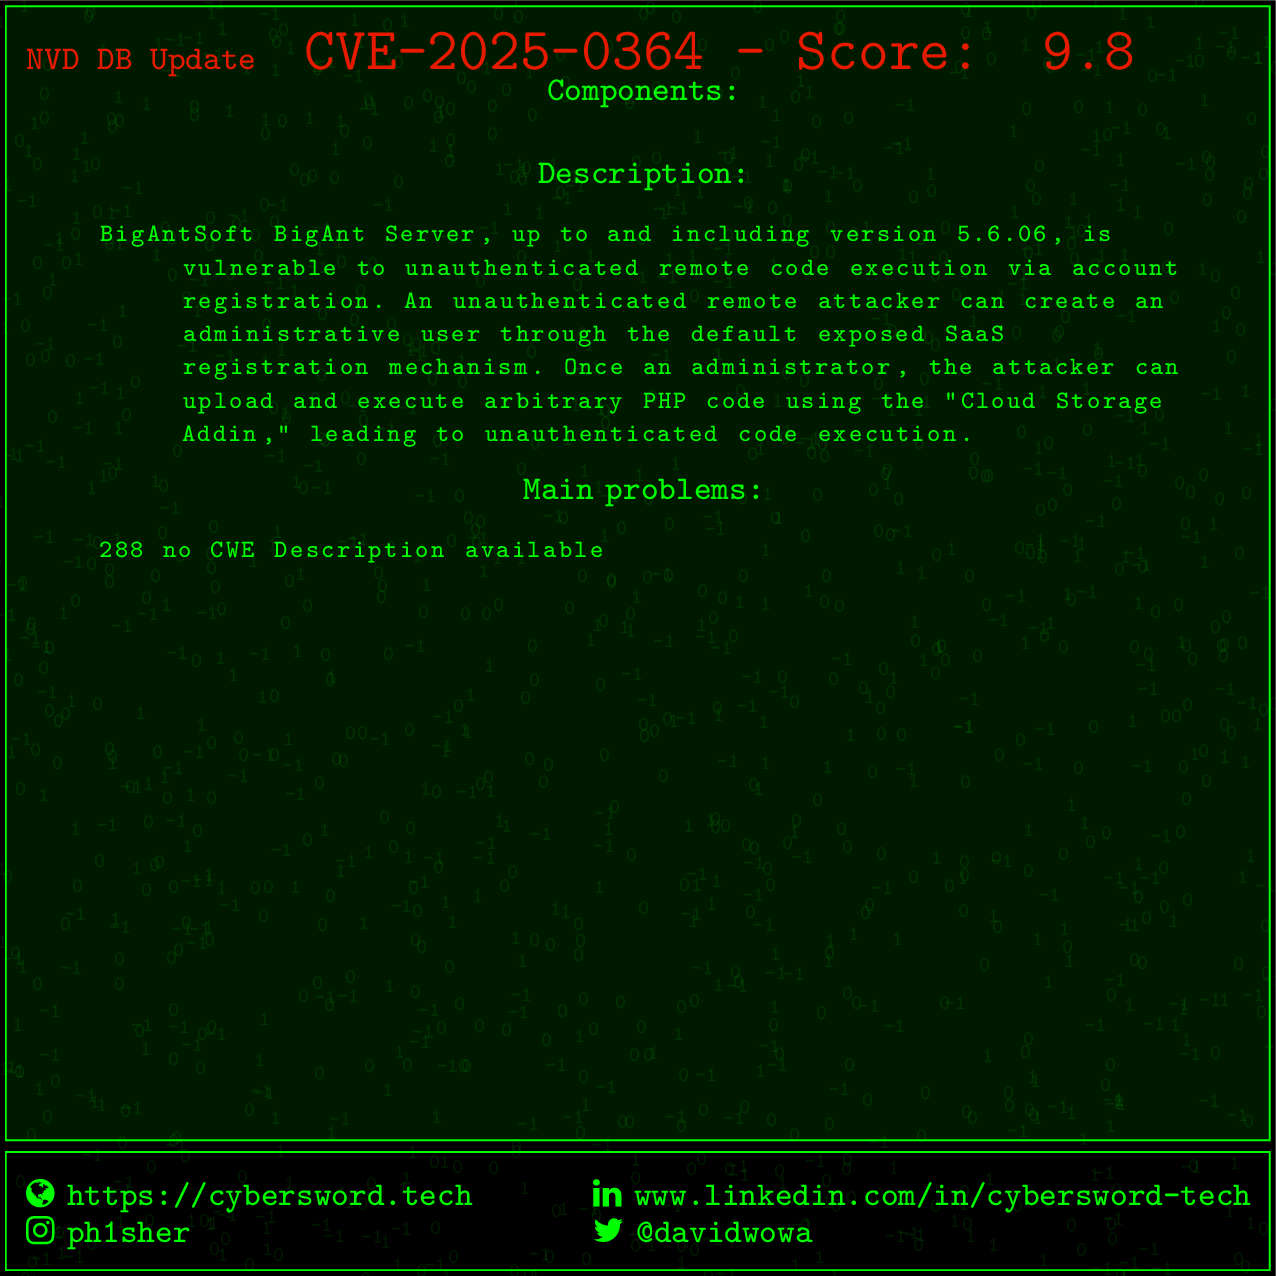 NVD DB Update CVE-2025-0364 - Score: 9.8
Components:
Description:
BigAntSoft BigAnt Server, up to and including version 5.6.06, is
vulnerable to unauthenticated remote code execution via account
registration. An unauthenticated remote attacker can create an
administrative user through the default exposed SaaS
registration mechanism. Once an administrator, the attacker can
upload and execute arbitrary PHP code using the "Cloud Storage
Addin," leading to unauthenticated code execution.
Main problems:
288 no CWE Description available
https://cybersword.tech
www.linkedin.com/in/cybersword-tech
ph1sher
@davidwowa